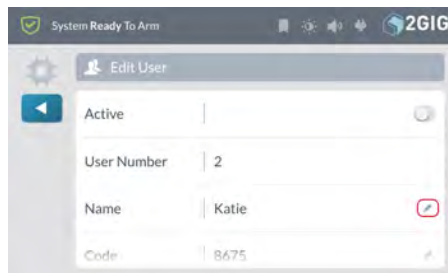 System Ready To Arm
2GIG
Edit User
Active
User Number 2
Name Katie
Code 8675